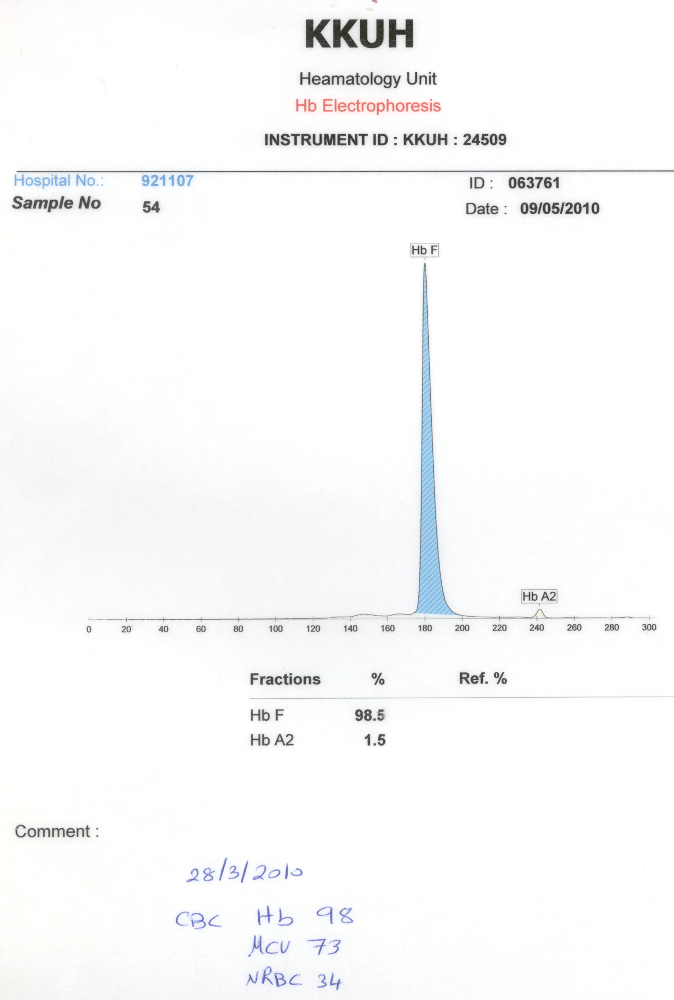 KKUH
Heamatology Unit
Hb Electrophoresis
INSTRUMENT ID : KKUH : 24509
Hospital No.: 921107 ID : 063761
Sample No 54 Date : 09/05/2010
Hb F
Hb A2
0 20 40 60 80 100 120 140 160 180 200 220 240 260 280 300
Fractions % Ref. %
Hb F 98.5
Hb A2 1.5
Comment :
28/3/2010
CBC Hb 98
MCV 73
NRBC 34